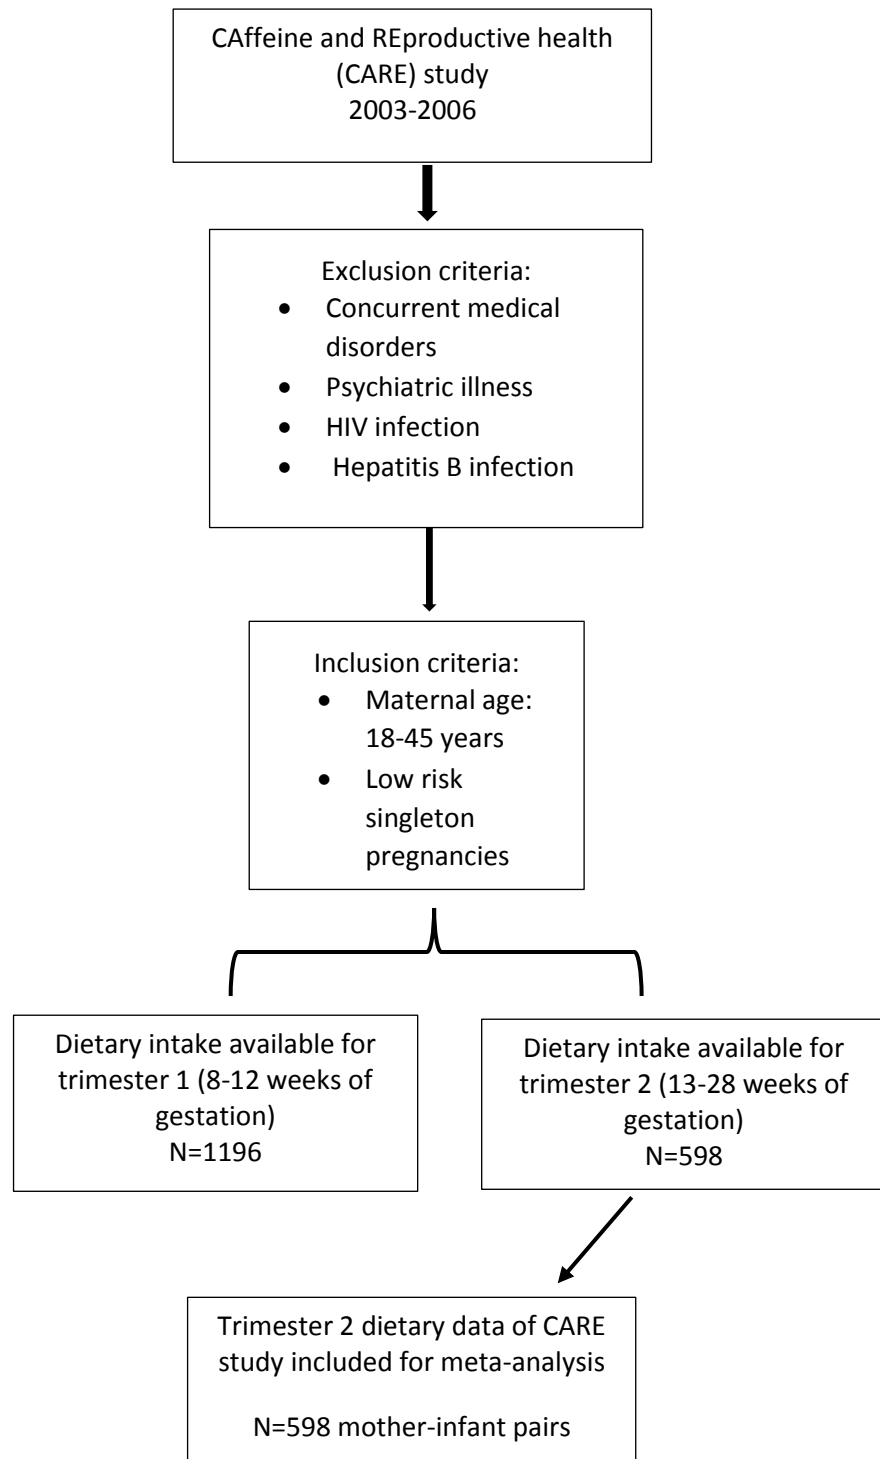 CAffeine and REproductive health
(CARE) study
2003-2006
Exclusion criteria:
• Concurrent medical
disorders
• Psychiatric illness
• HIV infection
• Hepatitis B infection
Inclusion criteria:
• Maternal age:
18-45 years
• Low risk
singleton
pregnancies
Dietary intake available for
trimester 1 (8-12 weeks of
gestation)
N=1196
Dietary intake available for
trimester 2 (13-28 weeks of
gestation)
N=598
Trimester 2 dietary data of CARE
study included for meta-analysis
N=598 mother-infant pairs